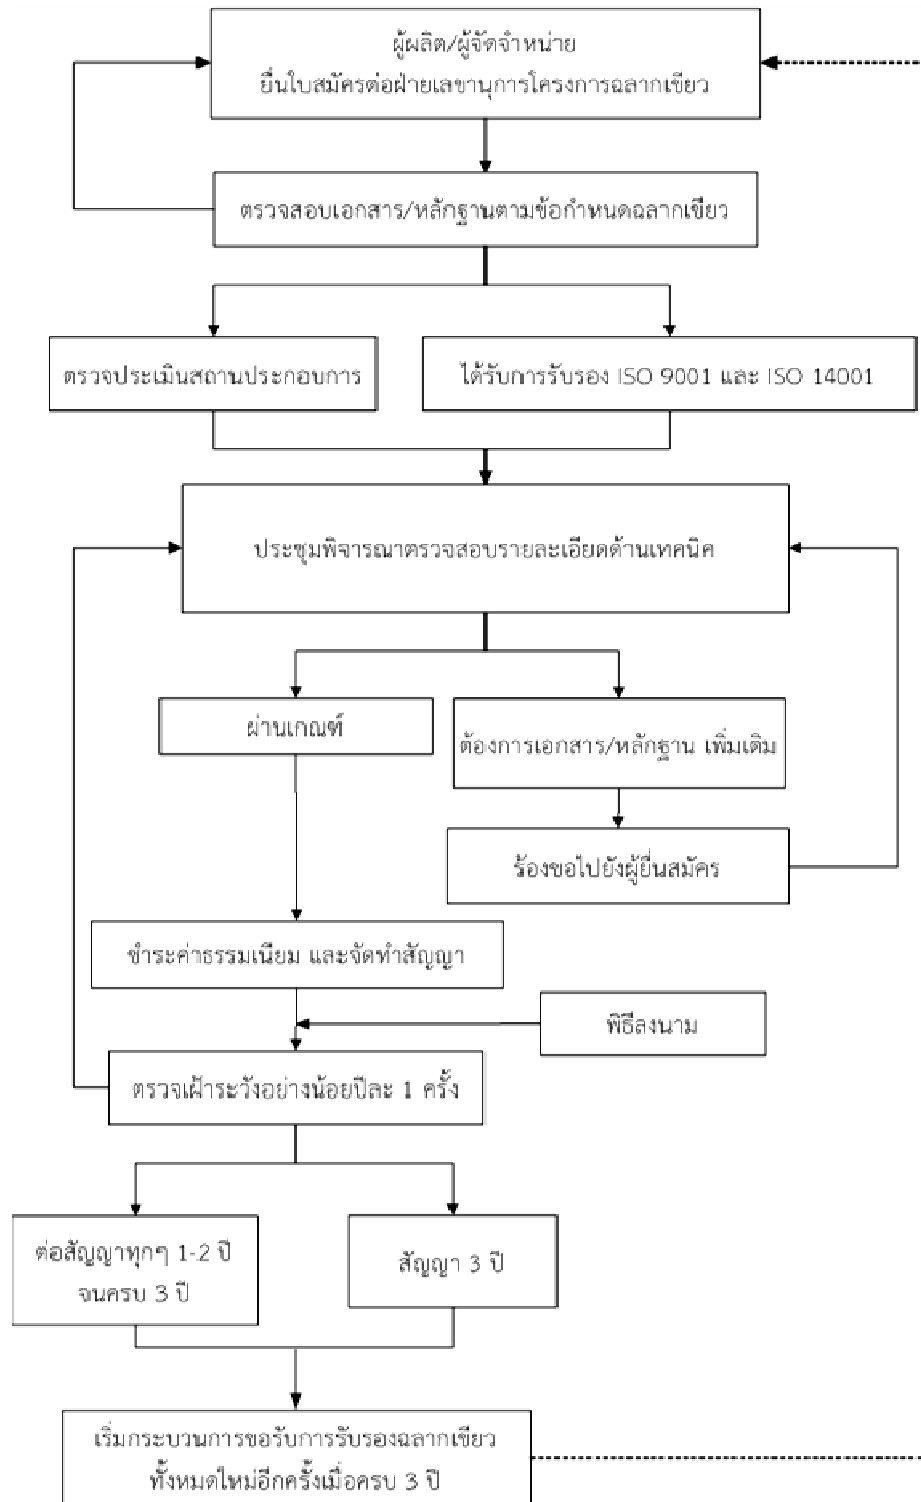 ผู้ผลิต/ผู้จัดจำหน่าย
ยื่นใบสมัครต่อฝ่ายเลขานุการโครงการฉลากเขียว
ตรวจสอบเอกสาร/หลักฐานตามข้อกำหนดฉลากเขียว
ตรวจประเมินสถานประกอบการ
ได้รับการรับรอง ISO 9001 และ ISO 14001
ประชุมพิจารณาตรวจสอบรายละเอียดด้านเทคนิค
ผ่านเกณฑ์
ต้องการเอกสาร/หลักฐาน เพิ่มเติม
ร้องขอไปยังผู้ยื่นสมัคร
ชำระค่าธรรมเนียม และจัดทำสัญญา
พิธีลงนาม
ตรวจเฝ้าระวังอย่างน้อยปีละ 1 ครั้ง
ต่อสัญญาทุกๆ 1-2 ปี
จนครบ 3 ปี
สัญญา 3 ปี
เริ่มกระบวนการขอรับการรับรองฉลากเขียว
ทั้งหมดใหม่อีกครั้งเมื่อครบ 3 ปี